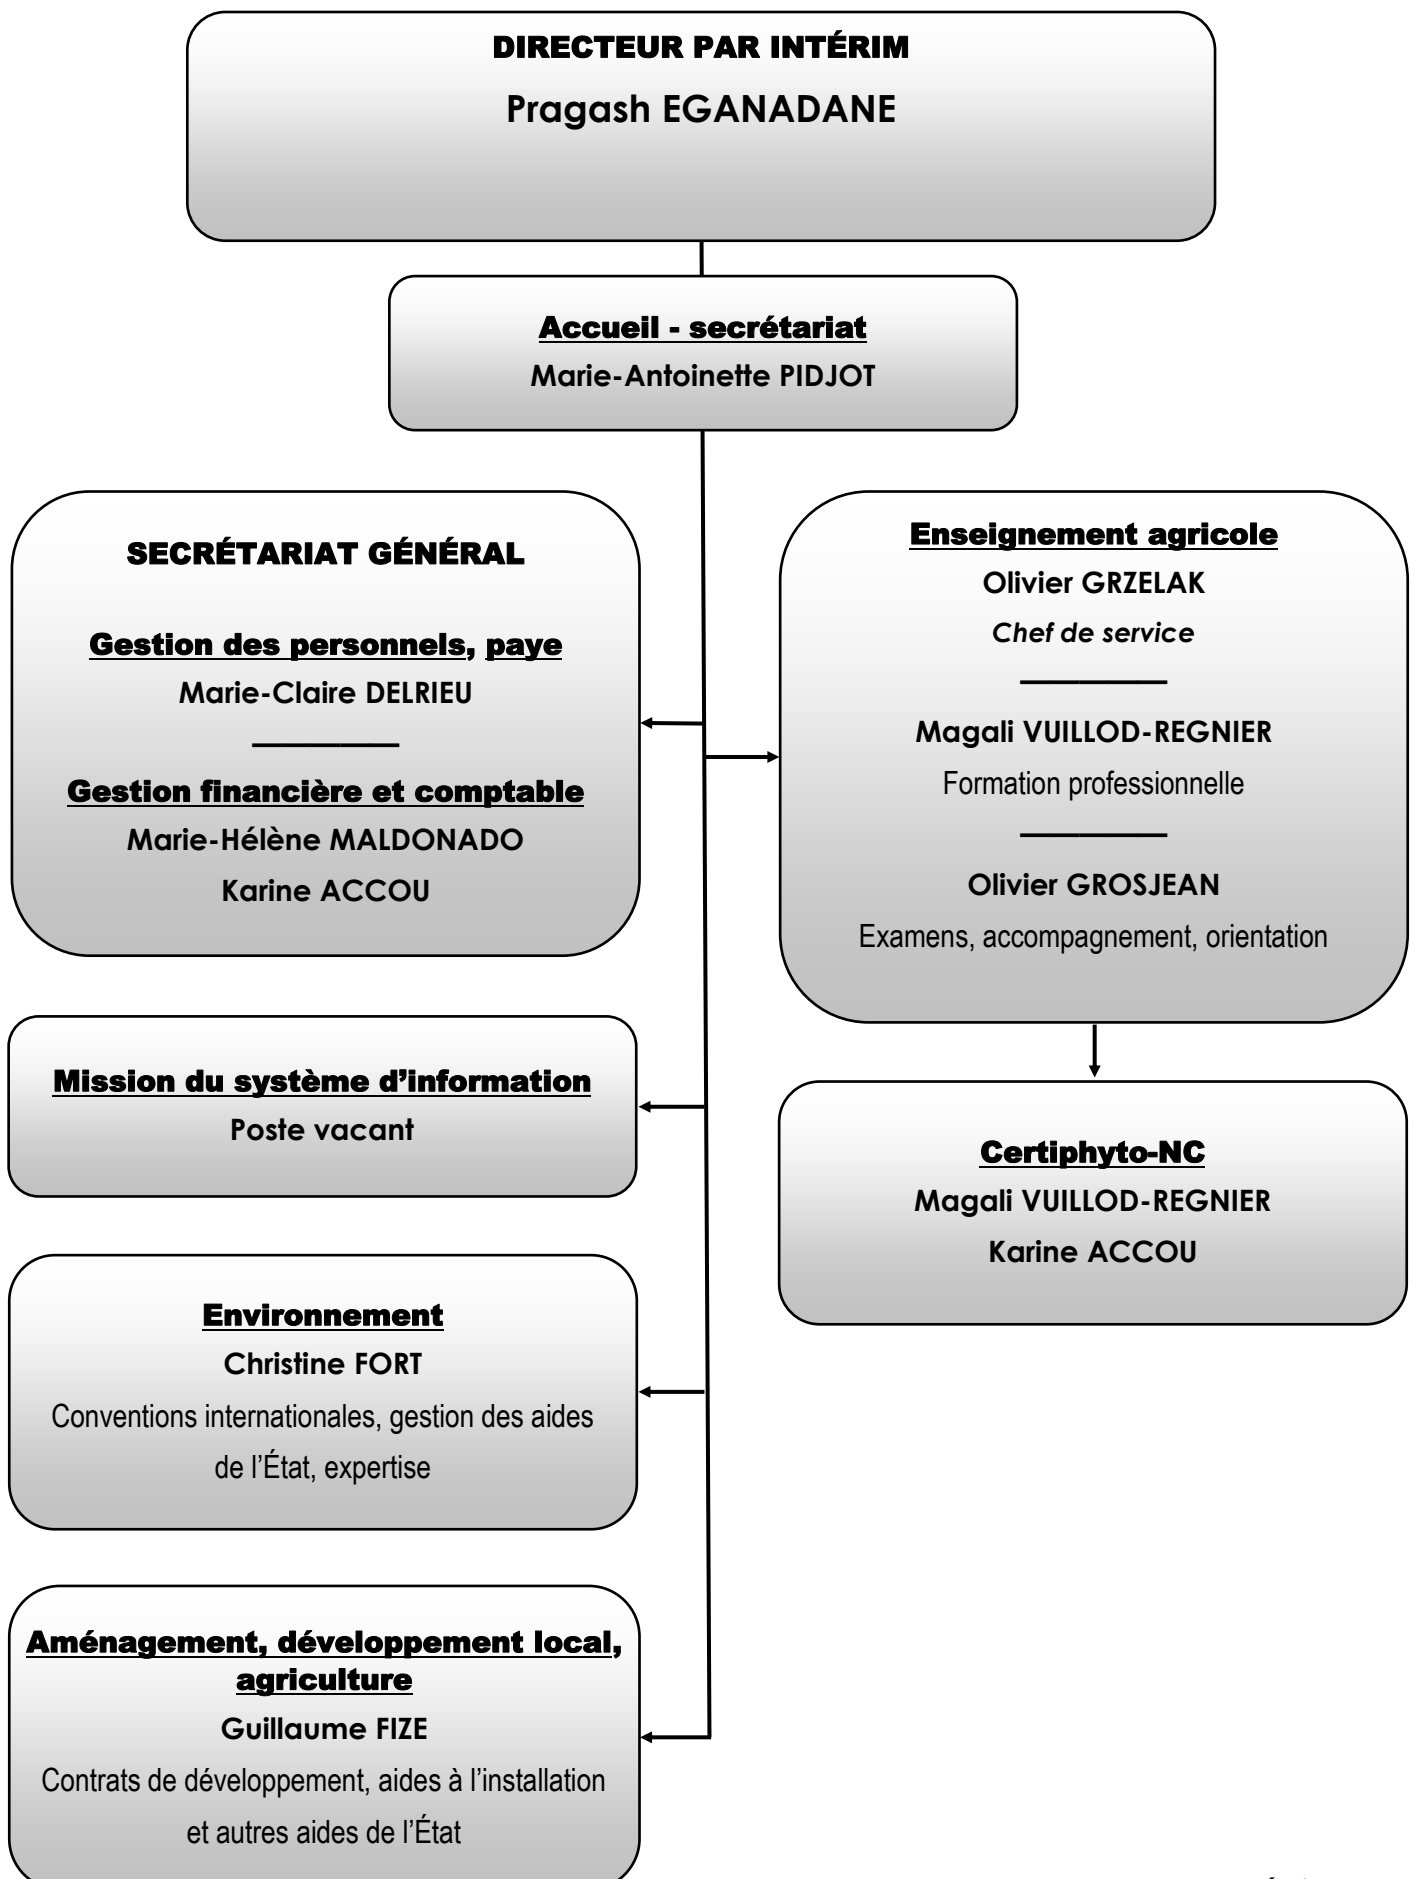 DIRECTEUR PAR INTÉRIM
Pragash EGANADANE
Accueil - secrétariat
Marie-Antoinette PIDJOT
SECRÉTARIAT GÉNÉRAL
Gestion des personnels, paye
Marie-Claire DELRIEU
Gestion financière et comptable
Marie-Hélène MALDONADO
Karine ACCOU
Enseignement agricole
Olivier GRZELAK
Chef de service
Magali VUILLOD-REGNIER
Formation professionnelle
Olivier GROSJEAN
Examens, accompagnement, orientation
Mission du système d’information
Poste vacant
Certiphyto-NC
Magali VUILLOD-REGNIER
Karine ACCOU
Environnement
Christine FORT
Conventions internationales, gestion des aides
de l’État, expertise
Aménagement, développement local,
agriculture
Guillaume FIZE
Contrats de développement, aides à l’installation
et autres aides de l’État